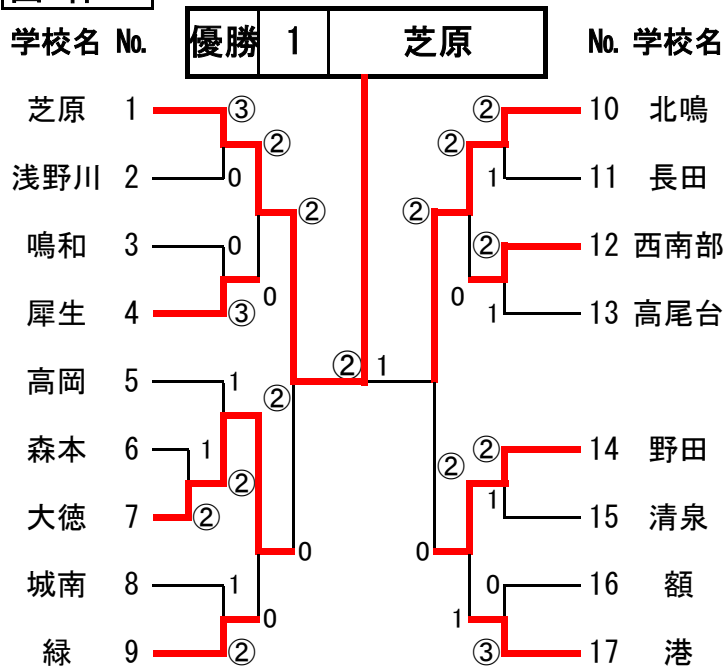 優勝 1 芝原
学校名 No.
No. 学校名
芝原 1 ③ ② 10 北鳴
② ②
浅野川 2 0 1 11 長田
② ②
鳴和 3 0 ② 12 西南部
0 0
犀生 4 ③ 1 13 高尾台
② 1
高岡 5 1 ②
森本 6 1 ② ② 14 野田
②
大徳 7 ② 1 15 清泉
0 0
城南 8 1 0 16 額
0 1
緑 9 ② ③ 17 港